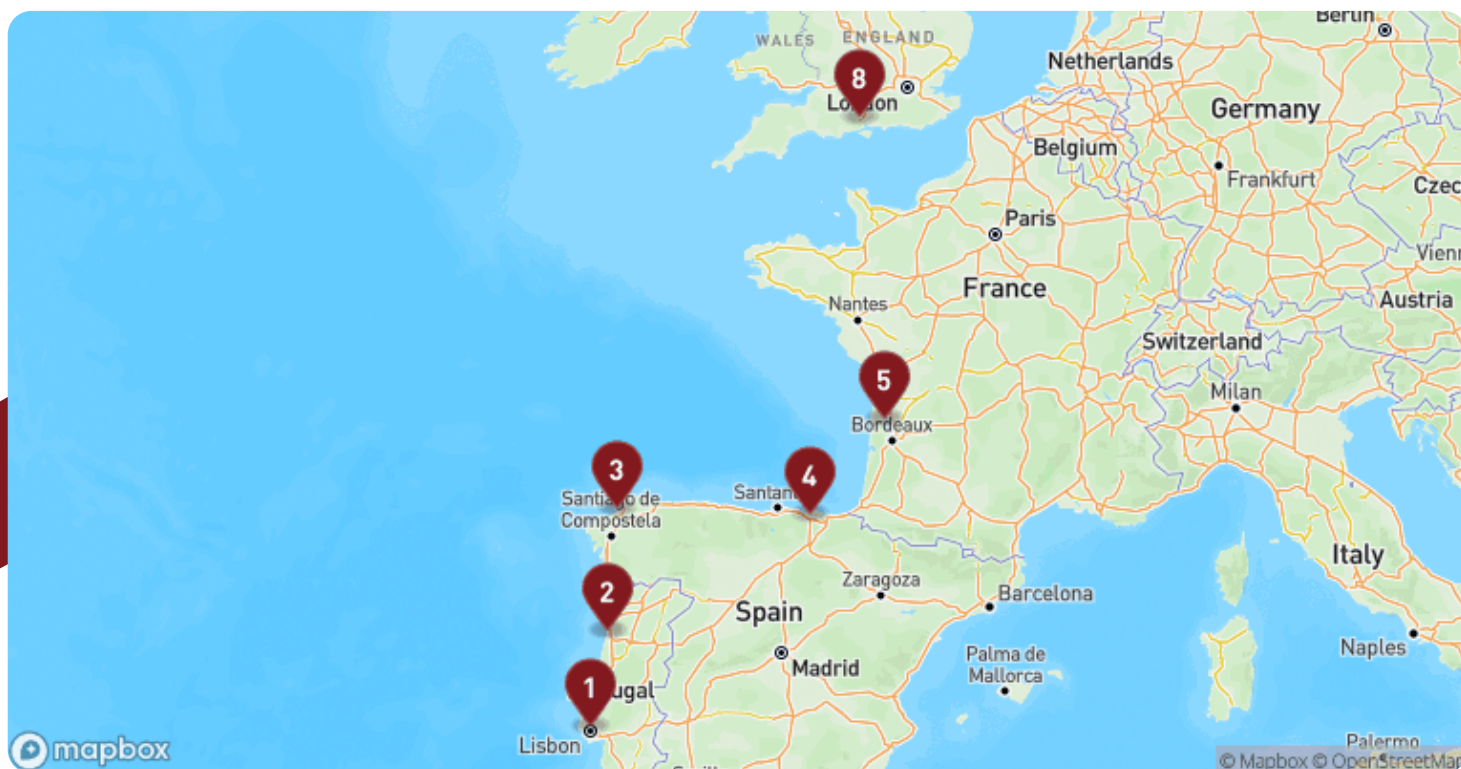 Berlin
WALES
ENGLAND
Netherlands
8
London
Germany
Belgium
Frankfurt
Czec
Paris
Vienn
France
Nantes
Austria
Switzerland
5
Milan
Bordeaux
3
4
Santiago de
Compostela
Santan
Italy
Zaragoza
2
Barcelona
Spain
Naples
Madrid
Palma de
Mallorca
1
ugal
Lisbon
mapbox
Palermo
© Mapbox © OpenStreetMap